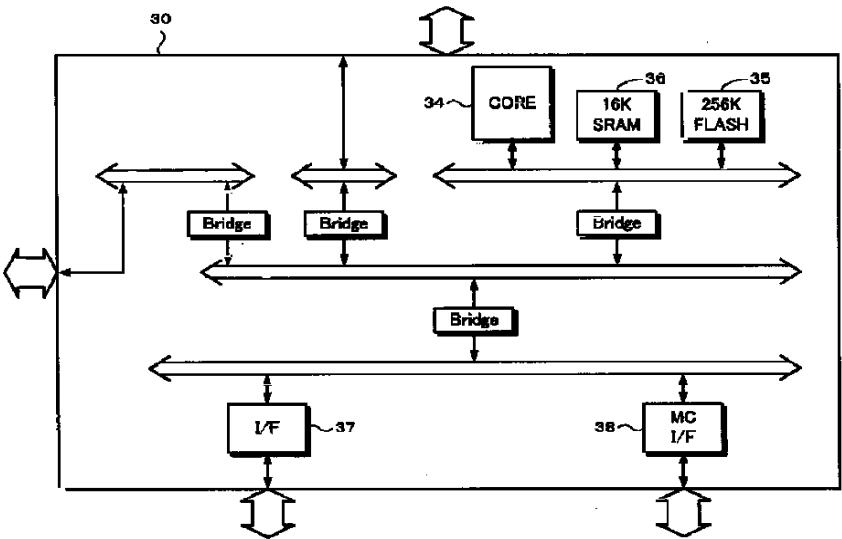 30
34
CORE
36
16K
SRAM
35
256K
FLASH
Bridge
Bridge
Bridge
Bridge
I/F
37
38
MC
I/F